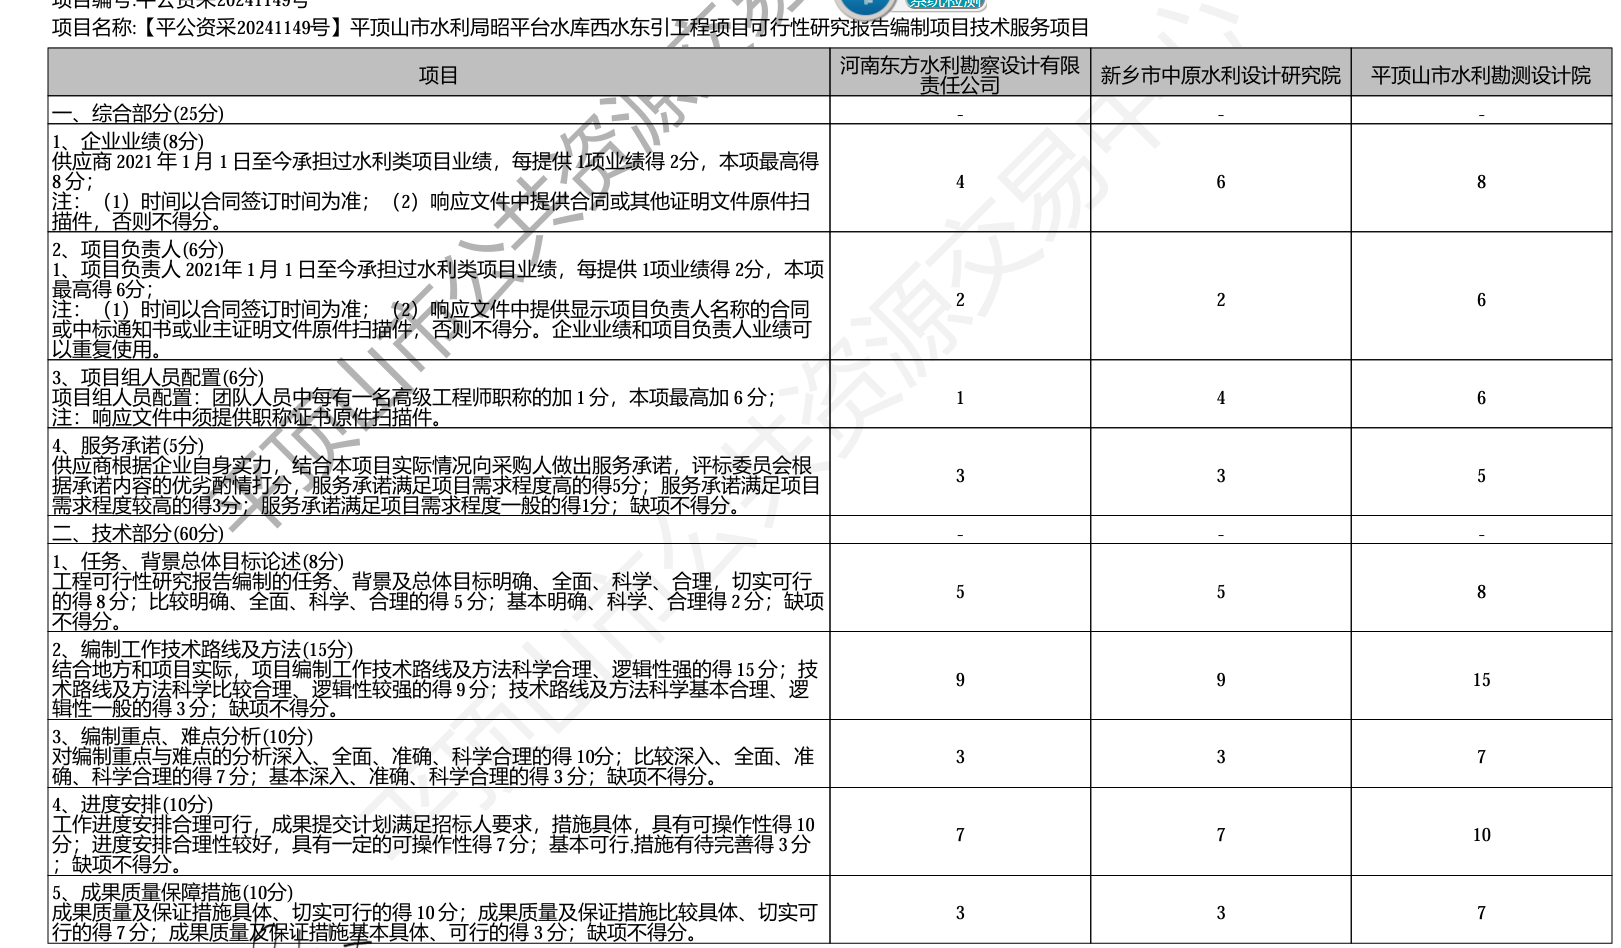 项目编号:平公资采20241149号
系统检测
项目名称:【平公资采20241149号】平顶山市水利局昭平台水库西水东引工程项目可行性研究报告编制项目技术服务项目
项目
河南东方水利勘察设计有限
责任公司
新乡市中原水利设计研究院
平顶山市水利勘测设计院
一、综合部分(25分)
-
-
-
1、企业业绩(8分)
供应商 2021 年 1 月 1 日至今承担过水利类项目业绩，每提供 1项业绩得 2分，本项最高得
8 分；
注：（1）时间以合同签订时间为准；（2）响应文件中提供合同或其他证明文件原件扫
描件，否则不得分。
4
6
8
2、项目负责人(6分)
1、项目负责人 2021年 1 月 1 日至今承担过水利类项目业绩，每提供 1项业绩得 2分，本项
最高得 6分；
注：（1）时间以合同签订时间为准；（2）响应文件中提供显示项目负责人名称的合同
或中标通知书或业主证明文件原件扫描件，否则不得分。企业业绩和项目负责人业绩可
以重复使用。
2
2
6
3、项目组人员配置(6分)
项目组人员配置：团队人员中每有一名高级工程师职称的加 1 分，本项最高加 6 分；
注：响应文件中须提供职称证书原件扫描件。
1
4
6
4、服务承诺(5分)
供应商根据企业自身实力，结合本项目实际情况向采购人做出服务承诺，评标委员会根
据承诺内容的优劣酌情打分，服务承诺满足项目需求程度高的得5分；服务承诺满足项目
需求程度较高的得3分；服务承诺满足项目需求程度一般的得1分；缺项不得分。
3
3
5
二、技术部分(60分)
-
-
-
1、任务、背景总体目标论述(8分)
工程可行性研究报告编制的任务、背景及总体目标明确、全面、科学、合理，切实可行
的得 8 分；比较明确、全面、科学、合理的得 5 分；基本明确、科学、合理得 2 分；缺项
不得分。
5
5
8
2、编制工作技术路线及方法(15分)
结合地方和项目实际，项目编制工作技术路线及方法科学合理、逻辑性强的得 15 分；技
术路线及方法科学比较合理、逻辑性较强的得 9 分；技术路线及方法科学基本合理、逻
辑性一般的得 3 分；缺项不得分。
9
9
15
3、编制重点、难点分析(10分)
对编制重点与难点的分析深入、全面、准确、科学合理的得 10分；比较深入、全面、准
确、科学合理的得 7 分；基本深入、准确、科学合理的得 3 分；缺项不得分。
3
3
7
4、进度安排(10分)
工作进度安排合理可行，成果提交计划满足招标人要求，措施具体，具有可操作性得 10
分；进度安排合理性较好，具有一定的可操作性得 7 分；基本可行,措施有待完善得 3 分
；缺项不得分。
7
7
10
5、成果质量保障措施(10分)
成果质量及保证措施具体、切实可行的得 10 分；成果质量及保证措施比较具体、切实可
行的得 7 分；成果质量及保证措施基本具体、可行的得 3 分；缺项不得分。
3
3
7
平顶山市公共资源交易中心
平顶山市公共资源交易中心